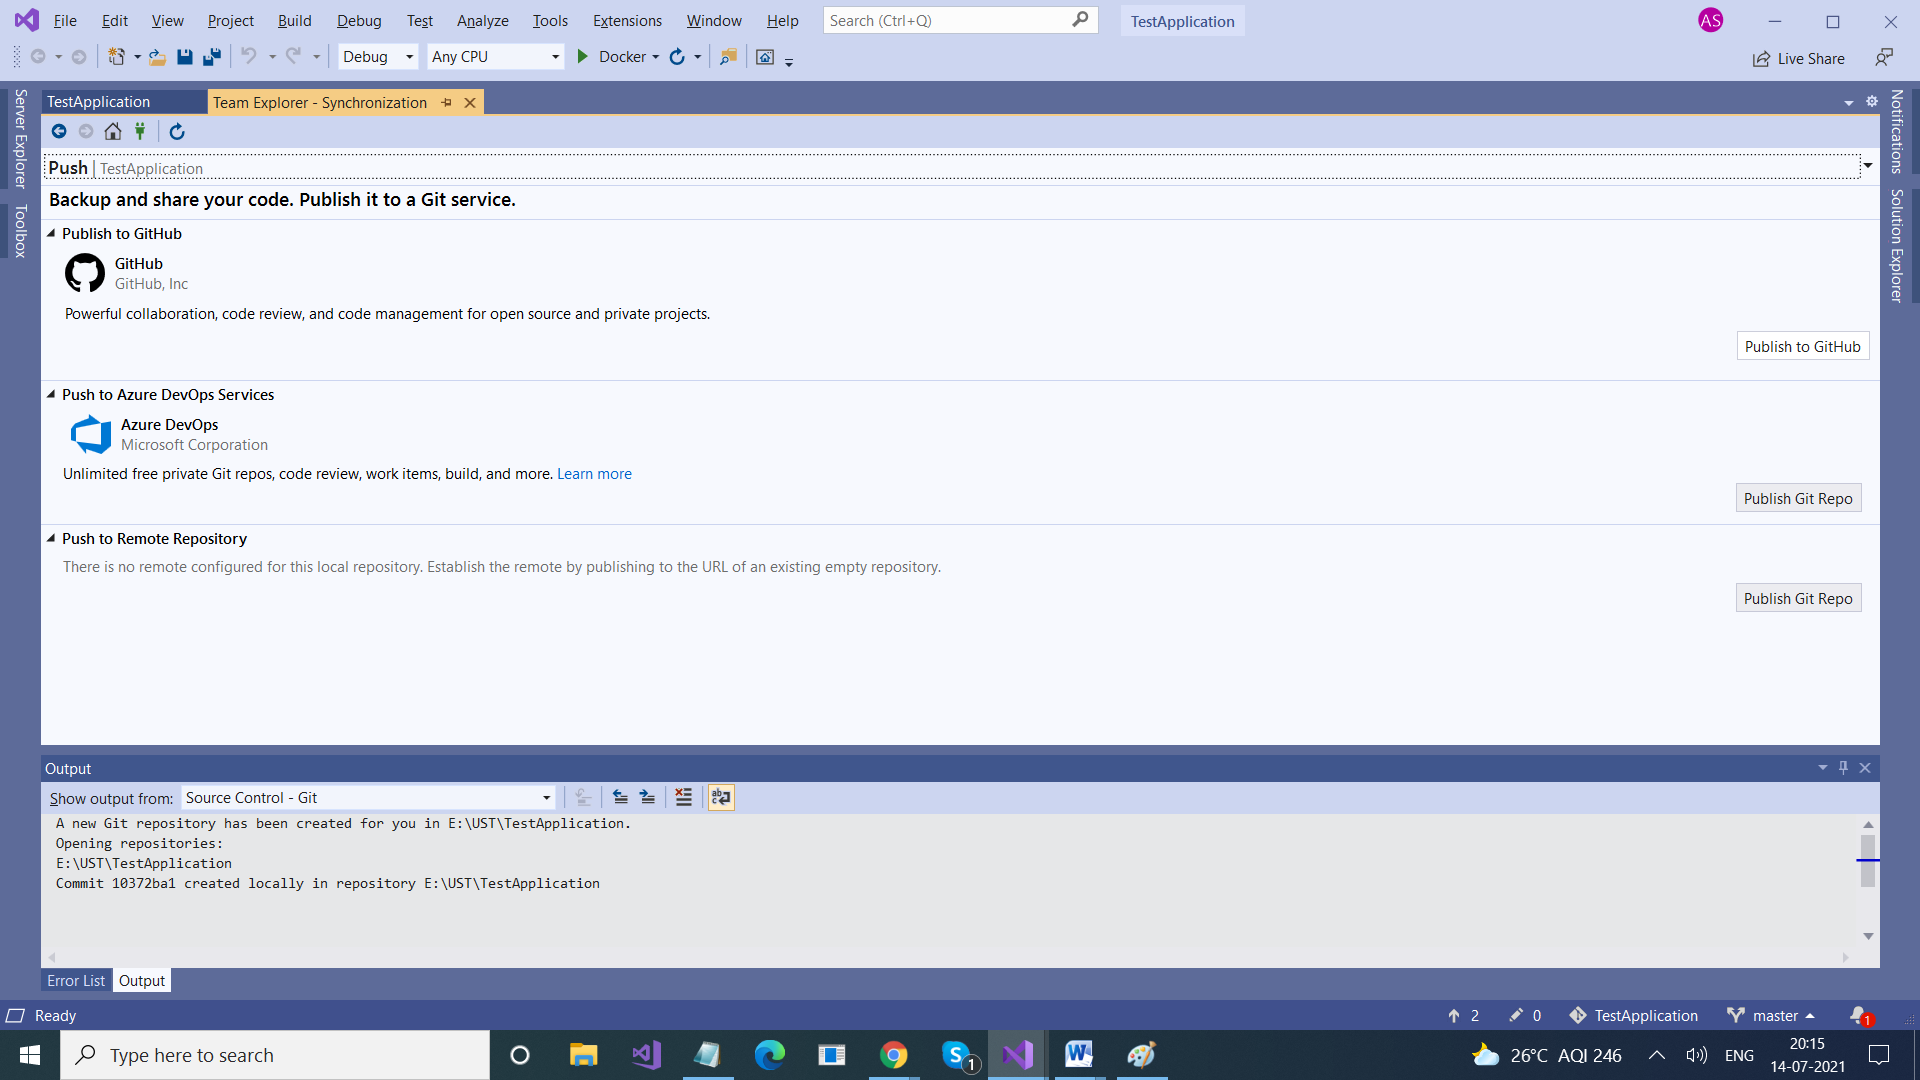 File Edit View Project Build Debug Test Analyze Tools Extensions Window Help Search (Ctrl+Q) TestApplication AS
Debug Any CPU Docker Live Share
Server Explorer
Toolbox
TestApplication Team Explorer - Synchronization
Notifications
Solution Explorer
Push | TestApplication
Backup and share your code. Publish it to a Git service.
Publish to GitHub
GitHub
GitHub, Inc
Powerful collaboration, code review, and code management for open source and private projects.
Publish to GitHub
Push to Azure DevOps Services
Azure DevOps
Microsoft Corporation
Unlimited free private Git repos, code review, work items, build, and more. Learn more
Publish Git Repo
Push to Remote Repository
There is no remote configured for this local repository. Establish the remote by publishing to the URL of an existing empty repository.
Publish Git Repo
Output
Show output from: Source Control - Git
A new Git repository has been created for you in E:\UST\TestApplication.
Opening repositories:
E:\UST\TestApplication
Commit 10372ba1 created locally in repository E:\UST\TestApplication
Error List Output
Ready 2 0 TestApplication master 1
Type here to search 1 26°C AQI 246 ENG 20:15
14-07-2021